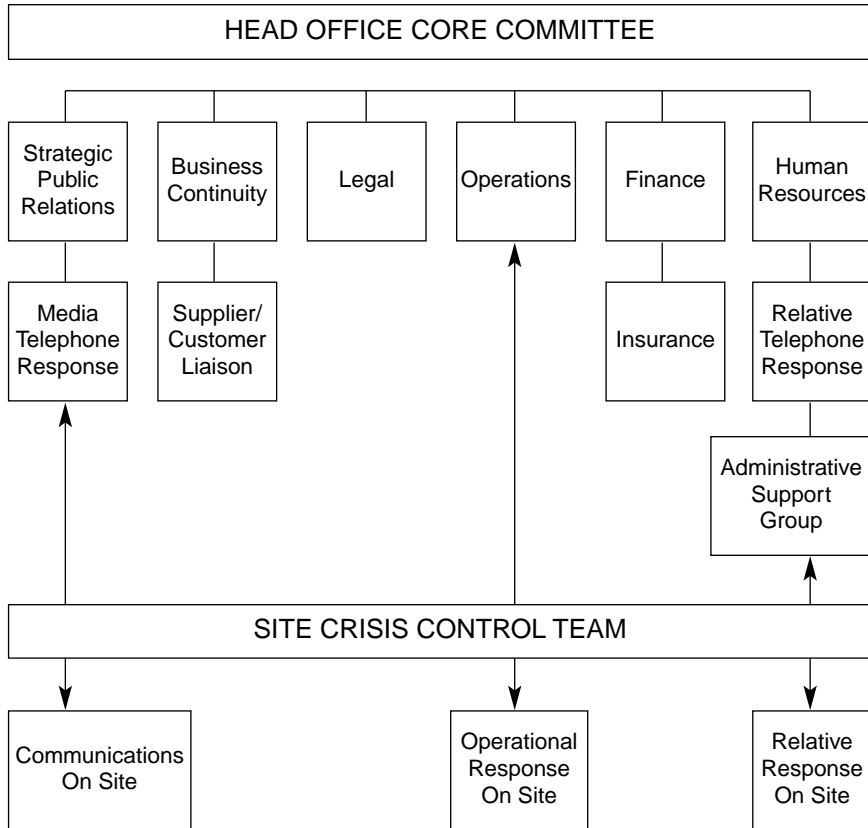 HEAD OFFICE CORE COMMITTEE
Strategic
Public
Relations
Business
Continuity
Legal
Operations
Finance
Human
Resources
Media
Telephone
Response
Supplier/
Customer
Liaison
Insurance
Relative
Telephone
Response
Administrative
Support
Group
SITE CRISIS CONTROL TEAM
Communications
On Site
Operational
Response
On Site
Relative
Response
On Site